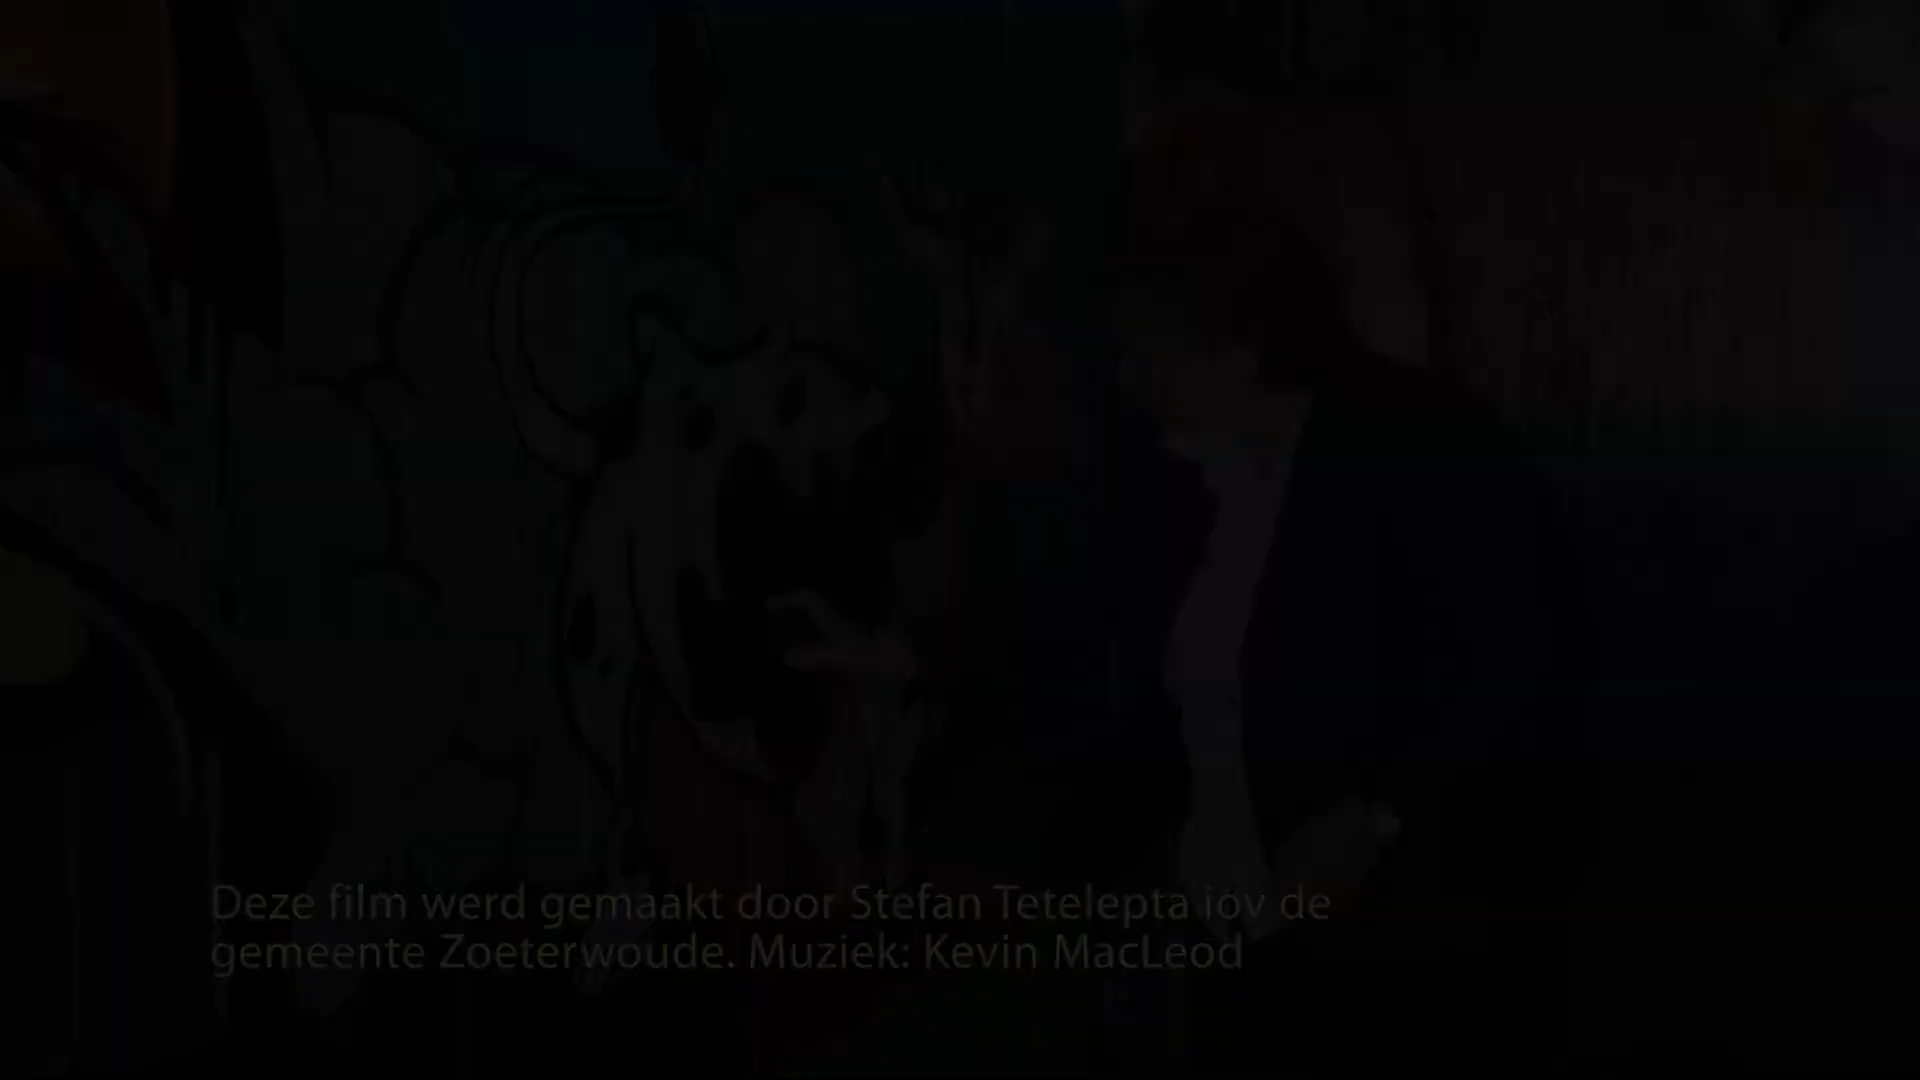 Deze film werd gemaakt door Stefan Tetelepta iov de
gemeente Zoeterwoude. Muziek: Kevin MacLeod